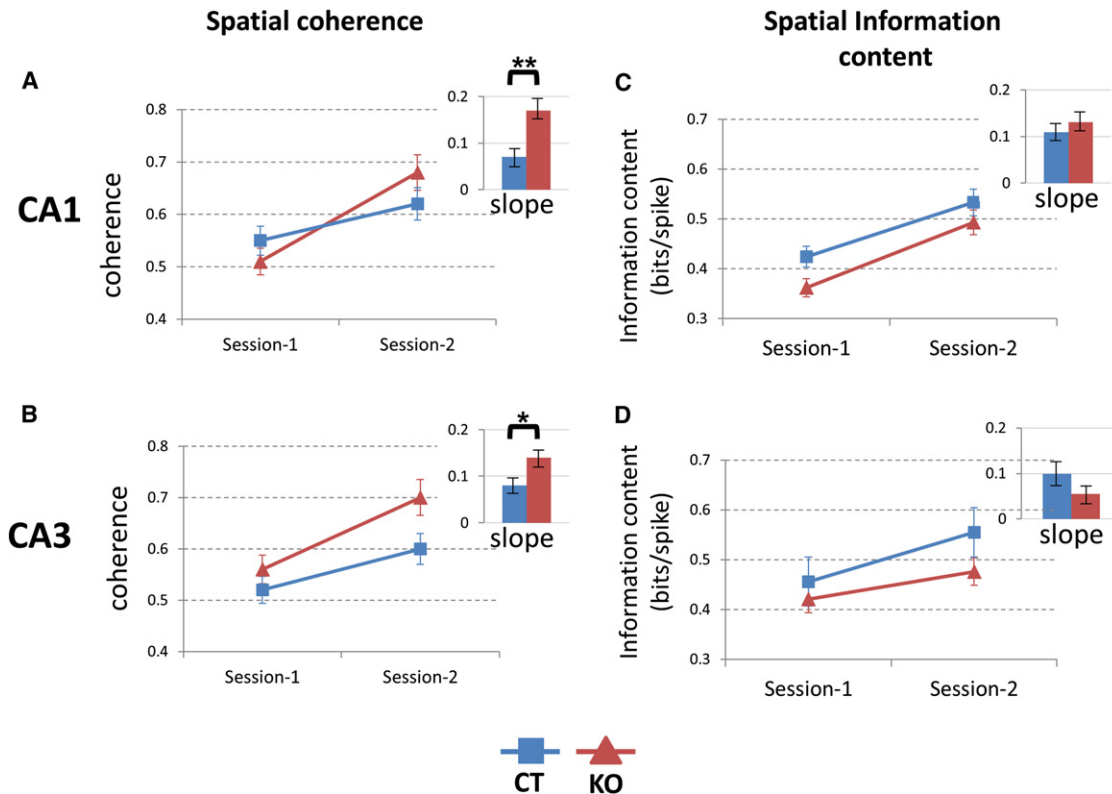 Spatial coherence
Spatial Information
content
A
**
0.2
0.1
0
slope
0.8
0.7
0.6
0.5
0.4
coherence
Session-1
Session-2
CA1
C
0.2
0.1
0
slope
0.7
0.6
0.5
0.4
0.3
Information content
(bits/spike)
Session-1
Session-2
B
*
0.2
0.1
0
slope
0.8
0.7
0.6
0.5
0.4
coherence
Session-1
Session-2
CA3
D
0.2
0.1
0
slope
0.7
0.6
0.5
0.4
0.3
Information content
(bits/spike)
Session-1
Session-2
CT
KO